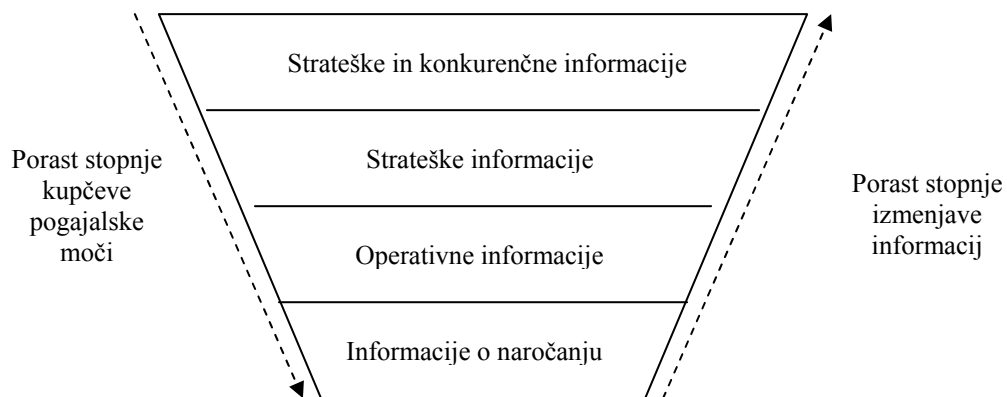 Strateške in konkurenčne informacije
Strateške informacije
Porast stopnje
kupčeve
pogajalske
moči
Porast stopnje
izmenjave
informacij
Operativne informacije
Informacije o naročanju